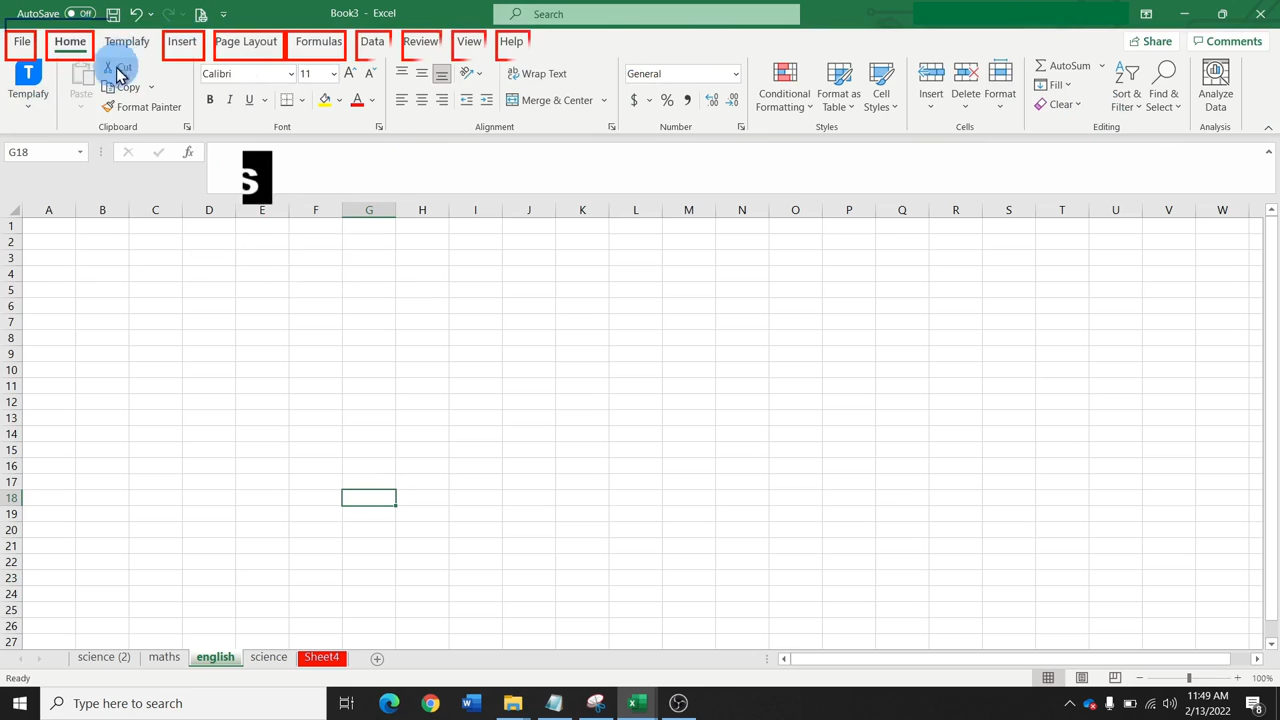 AutoSave Off Book3 - Excel Search
File Home Templafy Insert Page Layout Formulas Data Review View Help Share Comments
Cut Calibri 11 Wrap Text General AutoSum
Templafy Paste Copy Conditional Formatting Format as Table Cell Styles Insert Delete Format Fill Sort & Filter Find & Select Analyze Data
Format Painter B I U A Merge & Center $ % Clear
Clipboard Font Alignment Number Styles Cells Editing Analysis
G18 fx s
A B C D E F G H I J K L M N O P Q R S T U V W
1
2
3
4
5
6
7
8
9
10
11
12
13
14
15
16
17
18
19
20
21
22
23
24
25
26
27
science (2) maths english science Sheet4
Ready 100%
Type here to search 11:49 AM
2/13/2022 8